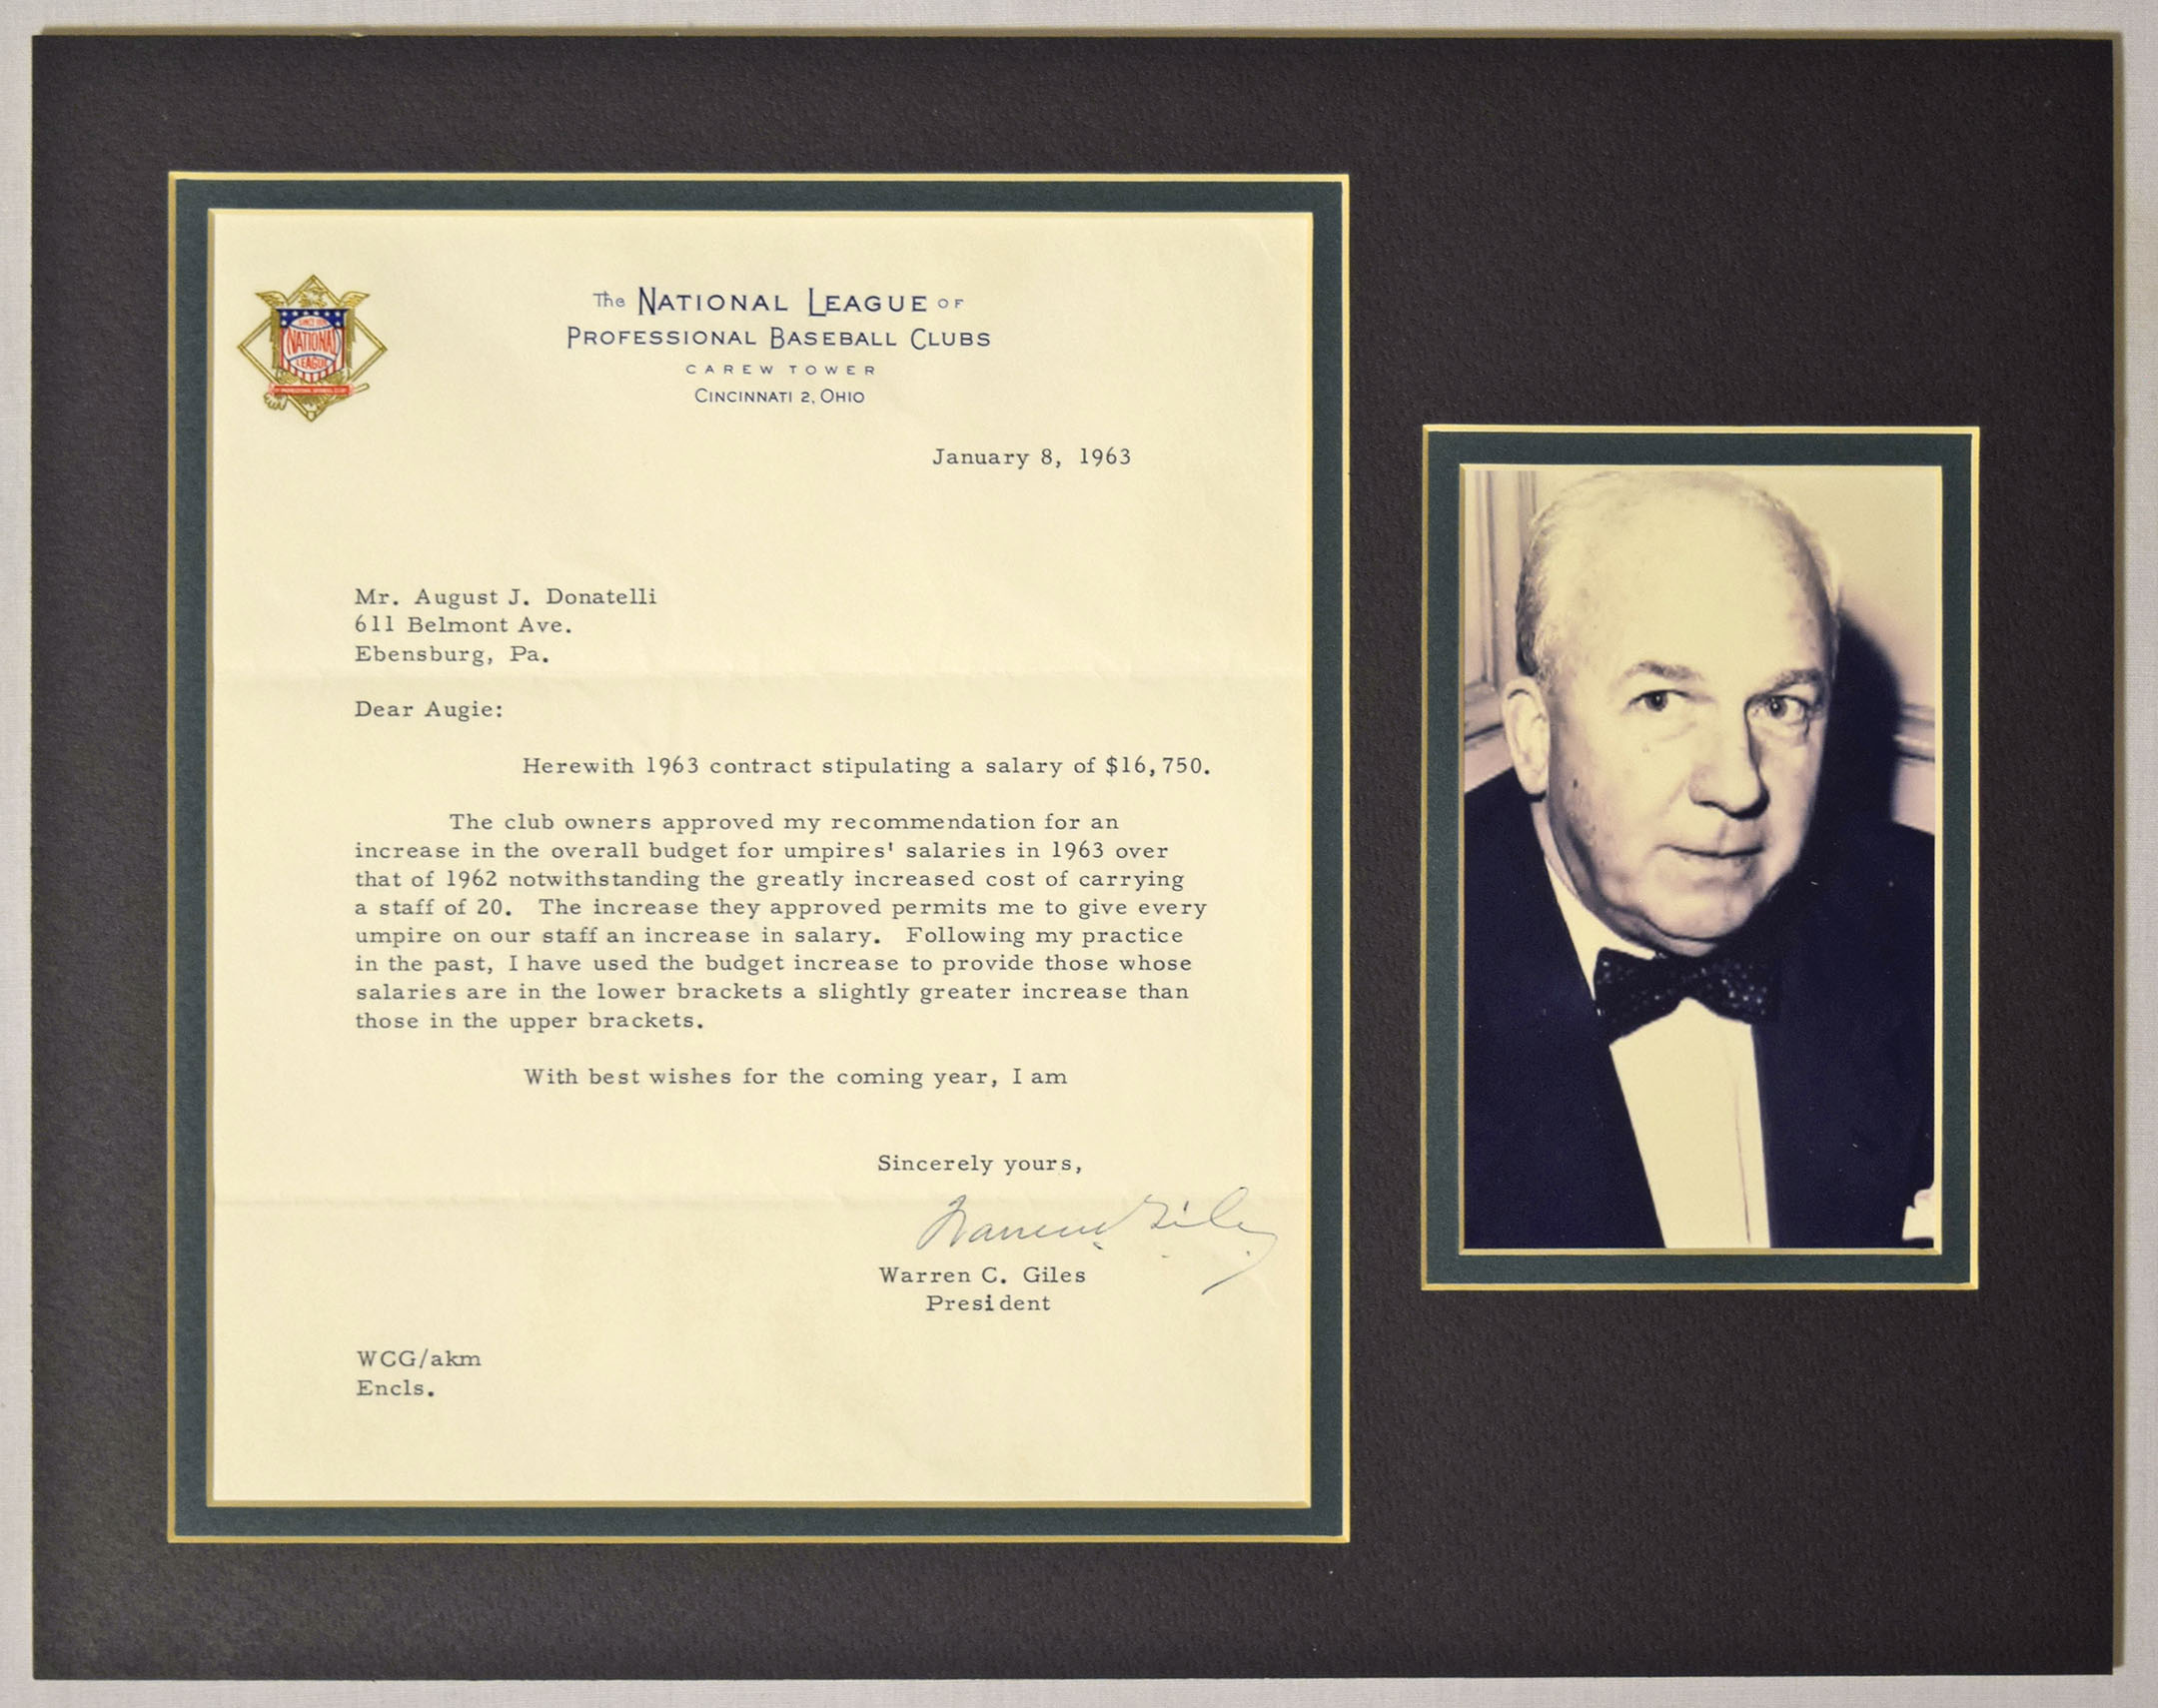 SINCE 1876
NATIONAL
LEAGUE
The NATIONAL LEAGUE OF
PROFESSIONAL BASEBALL CLUBS
CAREW TOWER
CINCINNATI 2, OHIO
January 8, 1963
Mr. August J. Donatelli
611 Belmont Ave.
Ebensburg, Pa.
Dear Augie:
Herewith 1963 contract stipulating a salary of $16,750.
The club owners approved my recommendation for an
increase in the overall budget for umpires' salaries in 1963 over
that of 1962 notwithstanding the greatly increased cost of carrying
a staff of 20. The increase they approved permits me to give every
umpire on our staff an increase in salary. Following my practice
in the past, I have used the budget increase to provide those whose
salaries are in the lower brackets a slightly greater increase than
those in the upper brackets.
With best wishes for the coming year, I am
Sincerely yours,
Warren Giles
Warren C. Giles
President
WCG/akm
Encls.